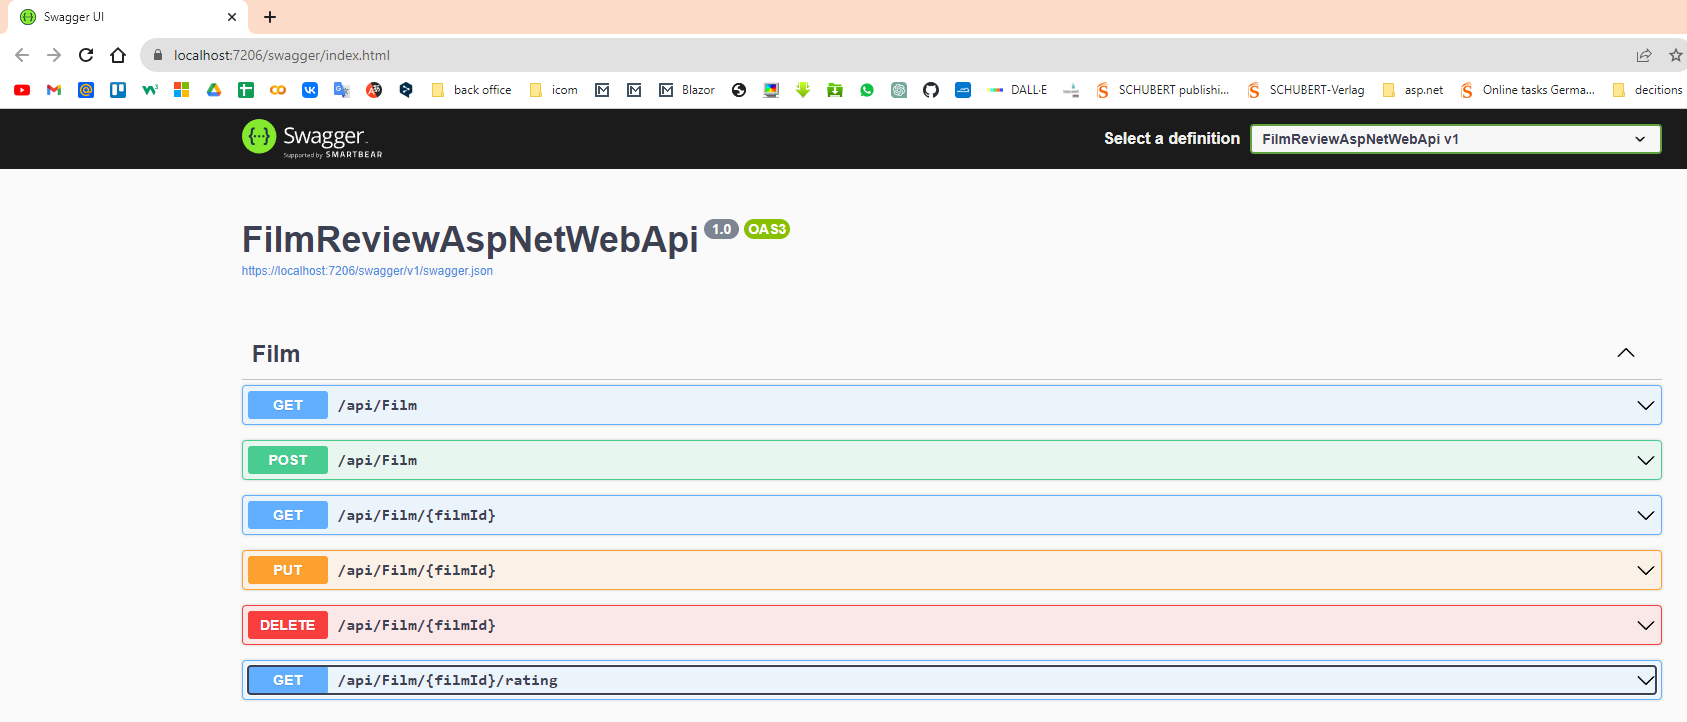 Swagger UI
localhost:7206/swagger/index.html
back office icom Blazor DALL·E SCHUBERT publishi... SCHUBERT-Verlag asp.net Online tasks Germa... decitions
Swagger.
Supported by SMARTBEAR
Select a definition FilmReviewAspNetWebApi v1
FilmReviewAspNetWebApi 1.0 OAS3
https://localhost:7206/swagger/v1/swagger.json
Film
GET /api/Film
POST /api/Film
GET /api/Film/{filmId}
PUT /api/Film/{filmId}
DELETE /api/Film/{filmId}
GET /api/Film/{filmId}/rating